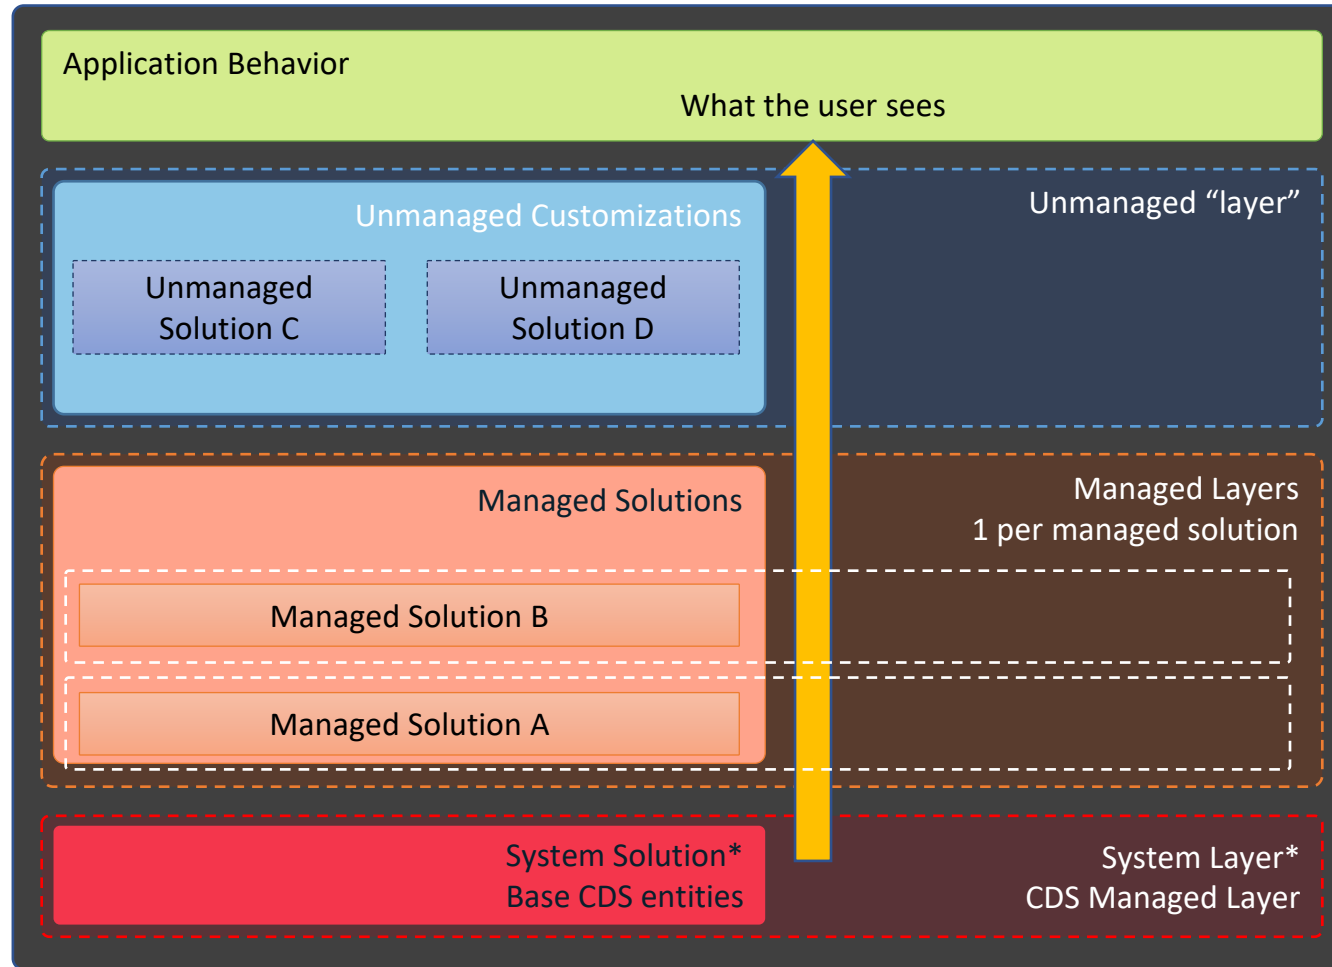 Application Behavior
What the user sees
Unmanaged Customizations
Unmanaged “layer”
Unmanaged
Solution C
Unmanaged
Solution D
Managed Solutions
Managed Layers
1 per managed solution
Managed Solution B
Managed Solution A
System Solution*
Base CDS entities
System Layer*
CDS Managed Layer